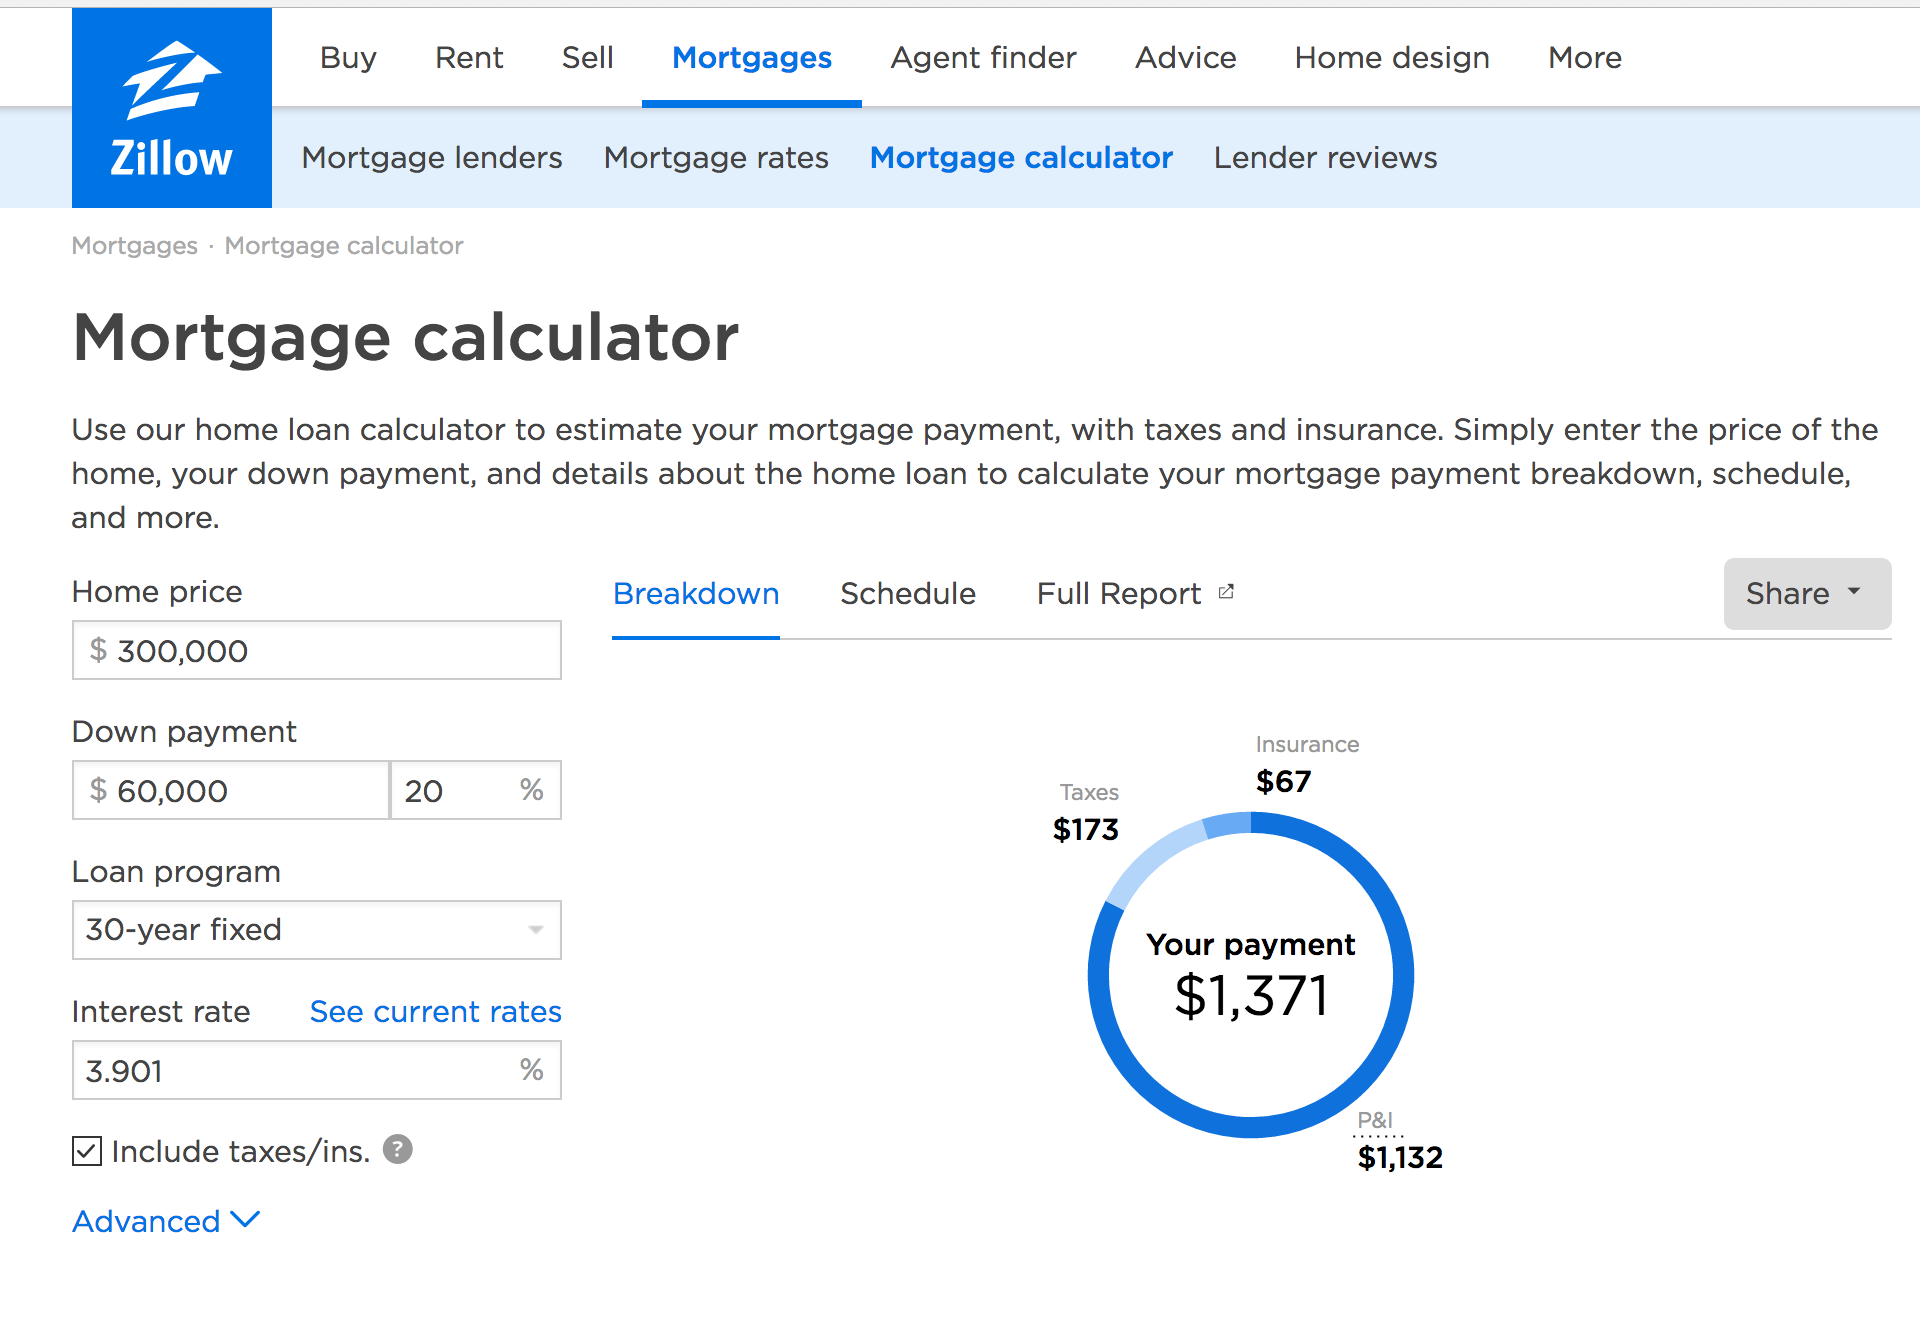 Buy Rent Sell Mortgages Agent finder Advice Home design More
Zillow
Mortgage lenders Mortgage rates Mortgage calculator Lender reviews
Mortgages · Mortgage calculator
Mortgage calculator
Use our home loan calculator to estimate your mortgage payment, with taxes and insurance. Simply enter the price of the
home, your down payment, and details about the home loan to calculate your mortgage payment breakdown, schedule,
and more.
Home price
$ 300,000
Down payment
$ 60,000 20 %
Loan program
30-year fixed
Interest rate See current rates
3.901 %
Include taxes/ins. ?
Advanced
Breakdown Schedule Full Report Share
Insurance
$67
Taxes
$173
Your payment
$1,371
P&I
$1,132